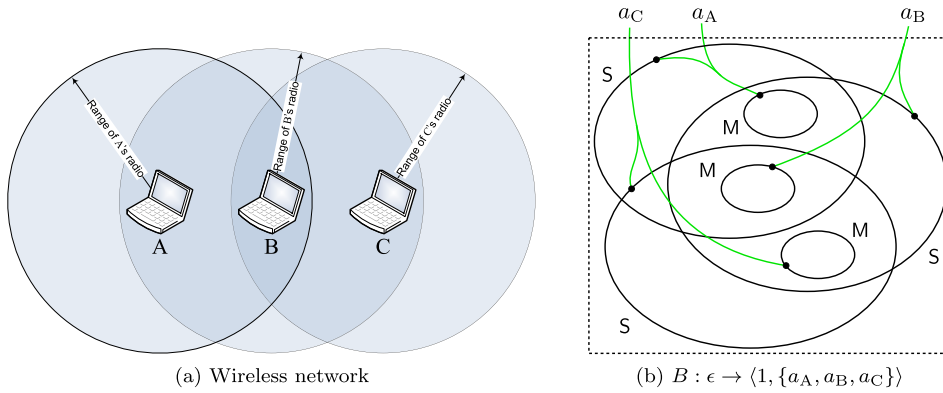 a_C a_A a_B
Range of A's radio
Range of B's radio
Range of C's radio
A
B
C
S
M
M
M
S
S
(a) Wireless network
(b) B : ϵ → ⟨1, {a_A, a_B, a_C}⟩